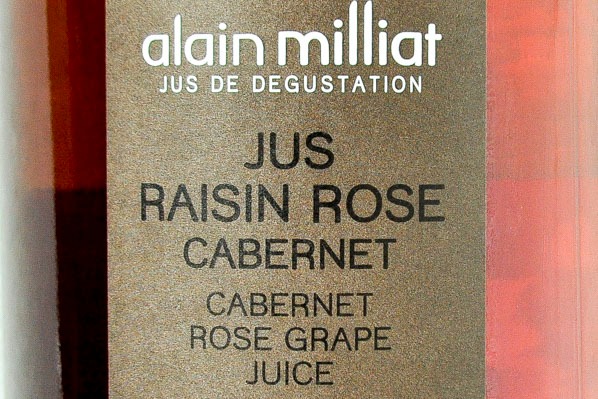 alain milliat
JUS DE DEGUSTATION
JUS
RAISIN ROSE
CABERNET
CABERNET
ROSE GRAPE
JUICE